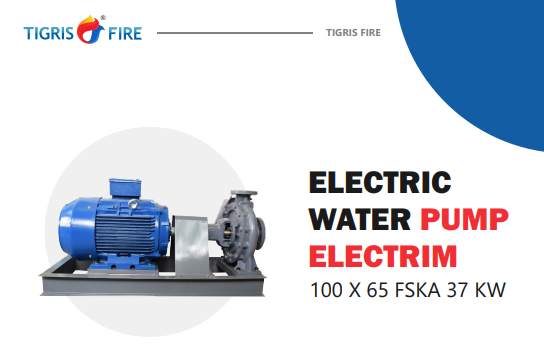 TIGRIS FIRE
®
TIGRIS FIRE
ELECTRIC
WATER PUMP
ELECTRIM
100 X 65 FSKA 37 KW